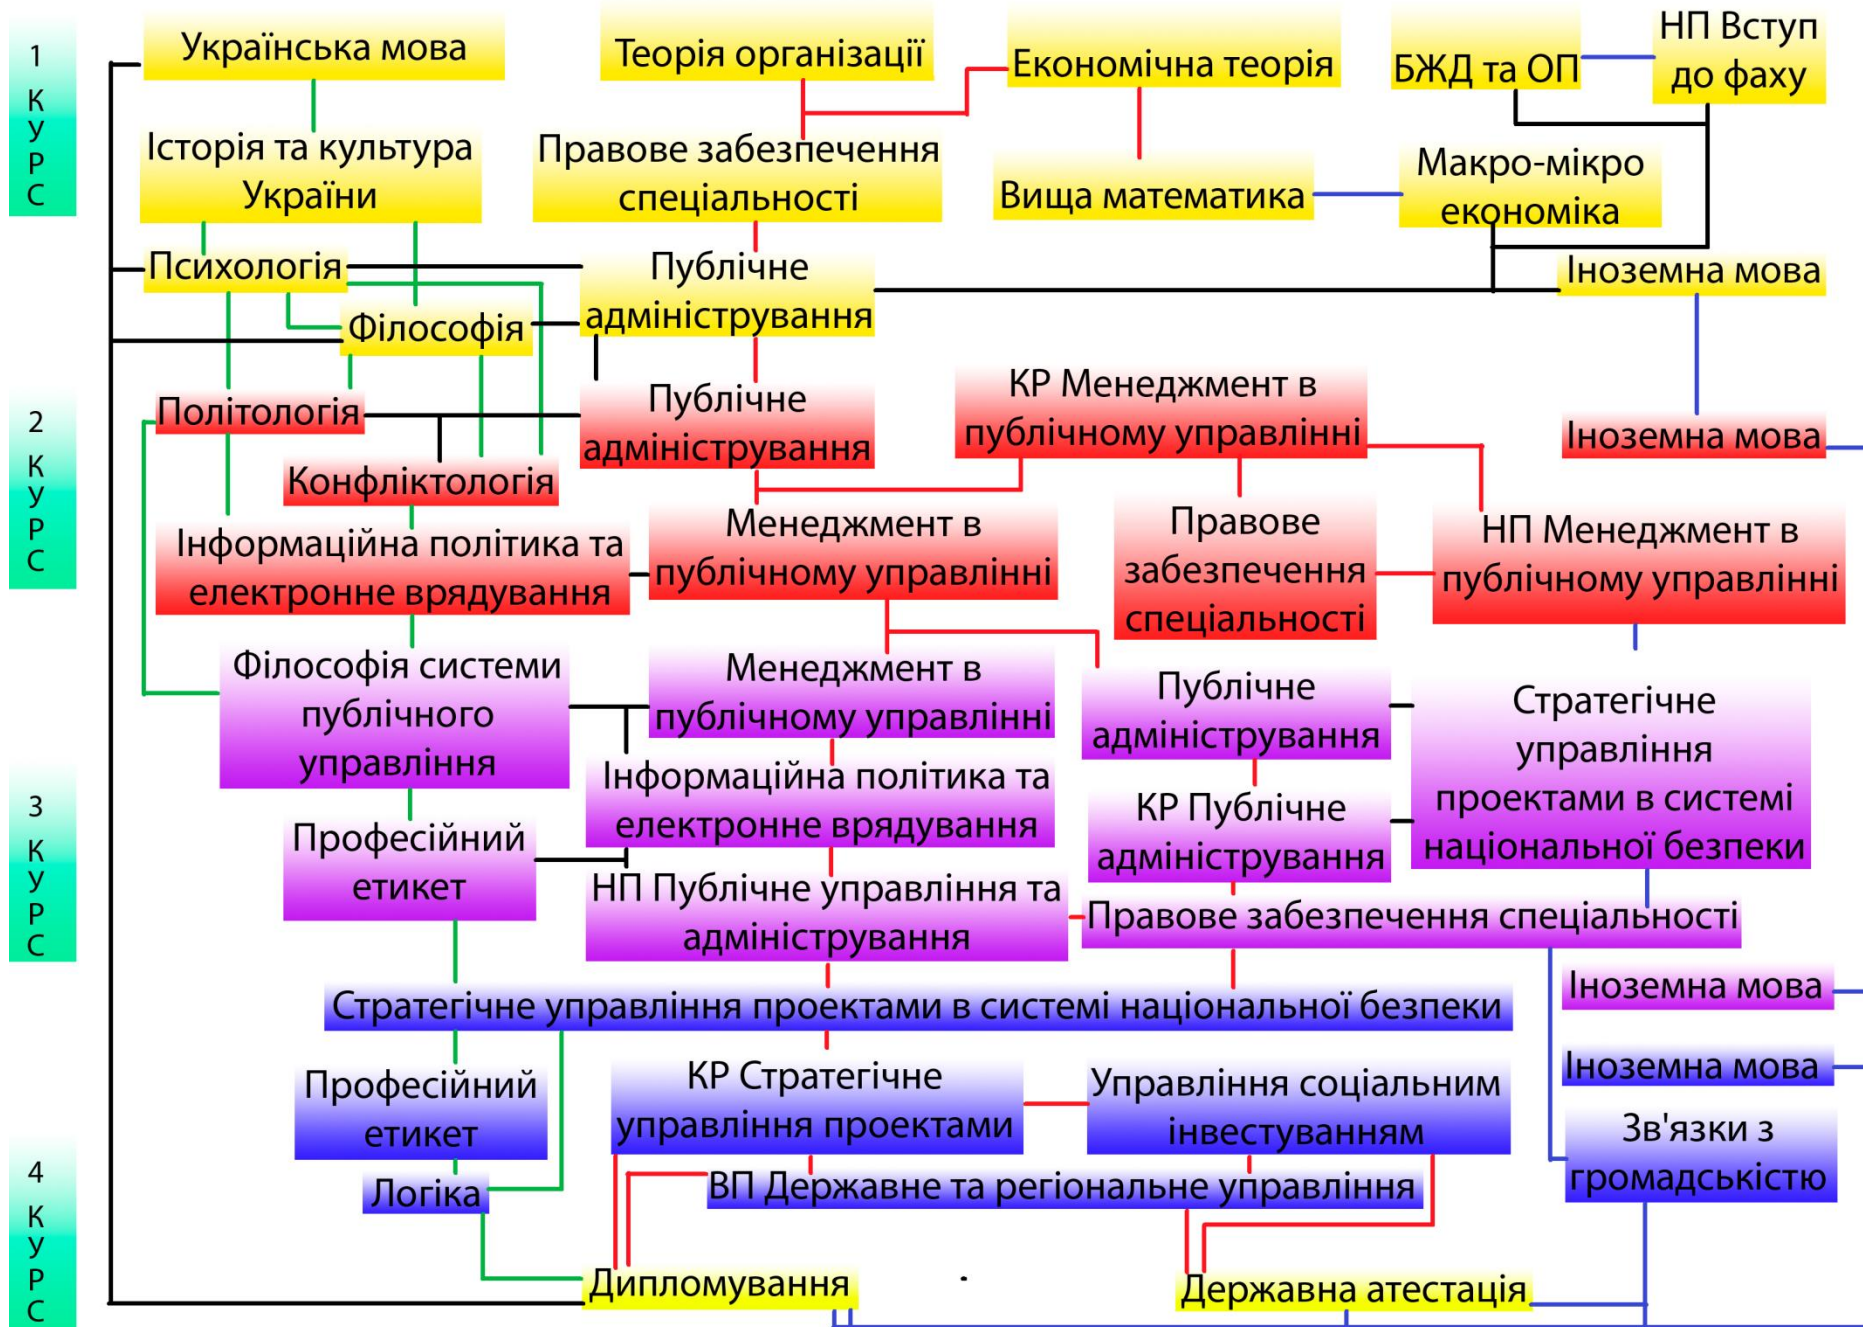 1
К
У
Р
С
Українська мова
Теорія організації
Економічна теорія
БЖД та ОП
НП Вступ
до фаху
Історія та культура
України
Правове забезпечення
спеціальності
Вища математика
Макро-мікро
економіка
Психологія
Публічне
адміністрування
Іноземна мова
Філософія
2
К
У
Р
С
Політологія
Публічне
адміністрування
КР Менеджмент в
публічному управлінні
Іноземна мова
Конфліктологія
Інформаційна політика та
електронне врядування
Менеджмент в
публічному управлінні
Правове
забезпечення
спеціальності
НП Менеджмент в
публічному управлінні
3
К
У
Р
С
Філософія системи
публічного
управління
Менеджмент в
публічному управлінні
Публічне
адміністрування
Стратегічне
управління
проектами в системі
національної безпеки
Інформаційна політика та
електронне врядування
КР Публічне
адміністрування
Професійний
етикет
НП Публічне управління та
адміністрування
Правове забезпечення спеціальності
Іноземна мова
4
К
У
Р
С
Стратегічне управління проектами в системі національної безпеки
Іноземна мова
Професійний
етикет
КР Стратегічне
управління проектами
Управління соціальним
інвестуванням
Зв'язки з
громадськістю
Логіка
ВП Державне та регіональне управління
Дипломування
Державна атестація